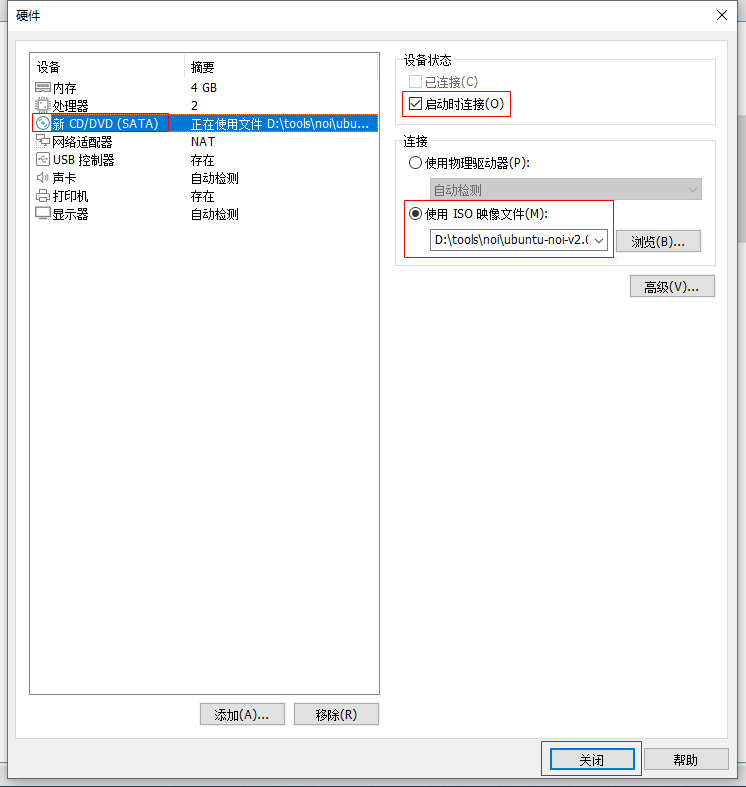 硬件
设备 摘要
内存 4 GB
处理器 2
新 CD/DVD (SATA) 正在使用文件 D:\tools\noi\ubu...
网络适配器 NAT
USB 控制器 存在
声卡 自动检测
打印机 存在
显示器 自动检测
添加(A)... 移除(R)
设备状态
已连接(C)
启动时连接(O)
连接
使用物理驱动器(P):
自动检测
使用 ISO 映像文件(M):
D:\tools\noi\ubuntu-noi-v2.( 浏览(B)...
高级(V)...
关闭 帮助